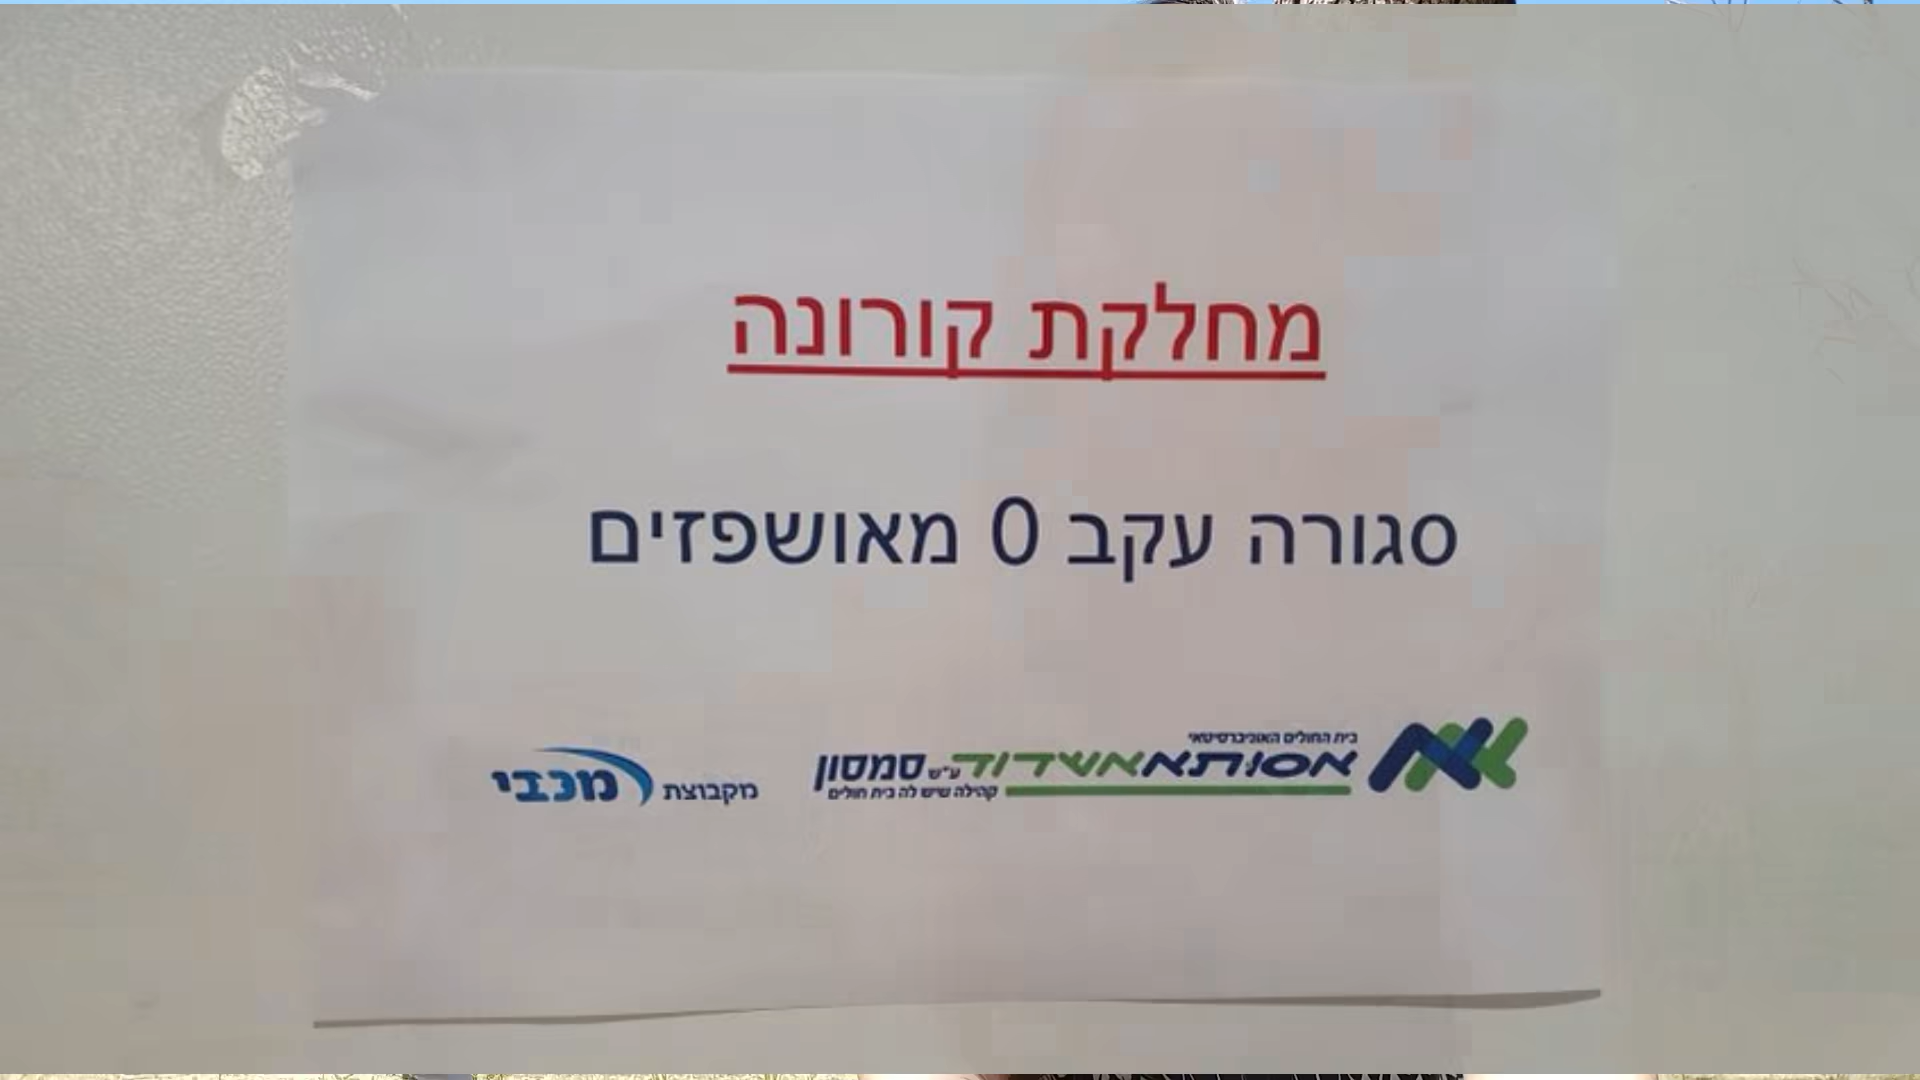 מחלקת קורונה
סגורה עקב 0 מאושפזים
בית החולים האוניברסיטאי
אסותא אשדוד ע״ש סמסון
קהילה שיש לה בית חולים
מקבוצת מכבי